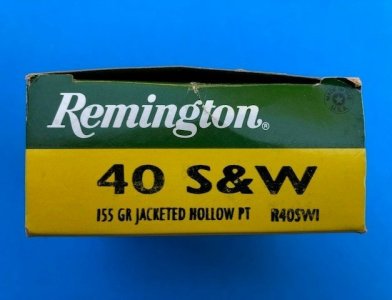 Remington®
40 S&W
155 GR JACKETED HOLLOW PT R40SW1